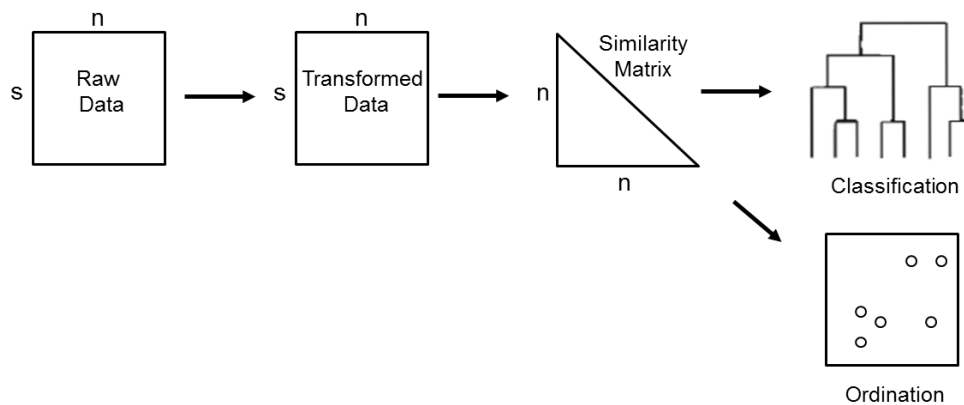 n
s
Raw
Data
n
s
Transformed
Data
n
n
Similarity
Matrix
Classification
Ordination